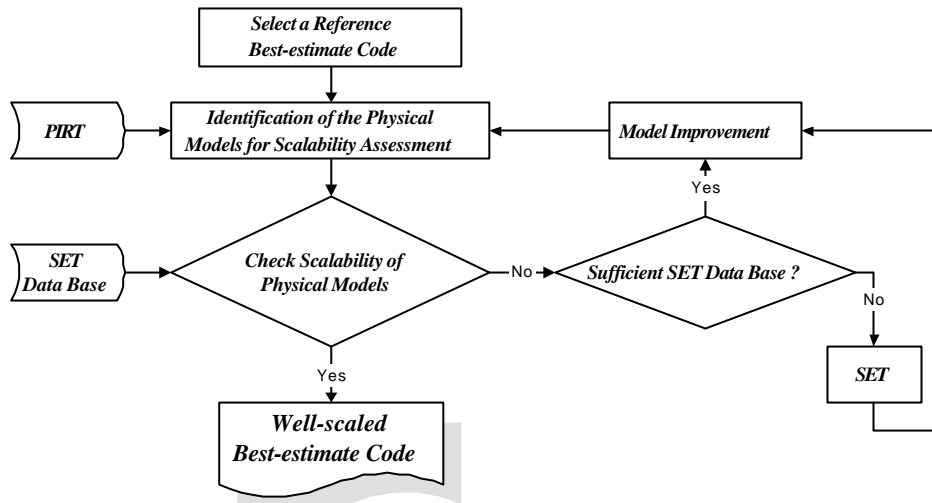 Select a Reference
Best-estimate Code
PIRT
Identification of the Physical
Models for Scalability Assessment
Model Improvement
Yes
SET
Data Base
Check Scalability of
Physical Models
No
Sufficient SET Data Base ?
No
Yes
SET
Well-scaled
Best-estimate Code